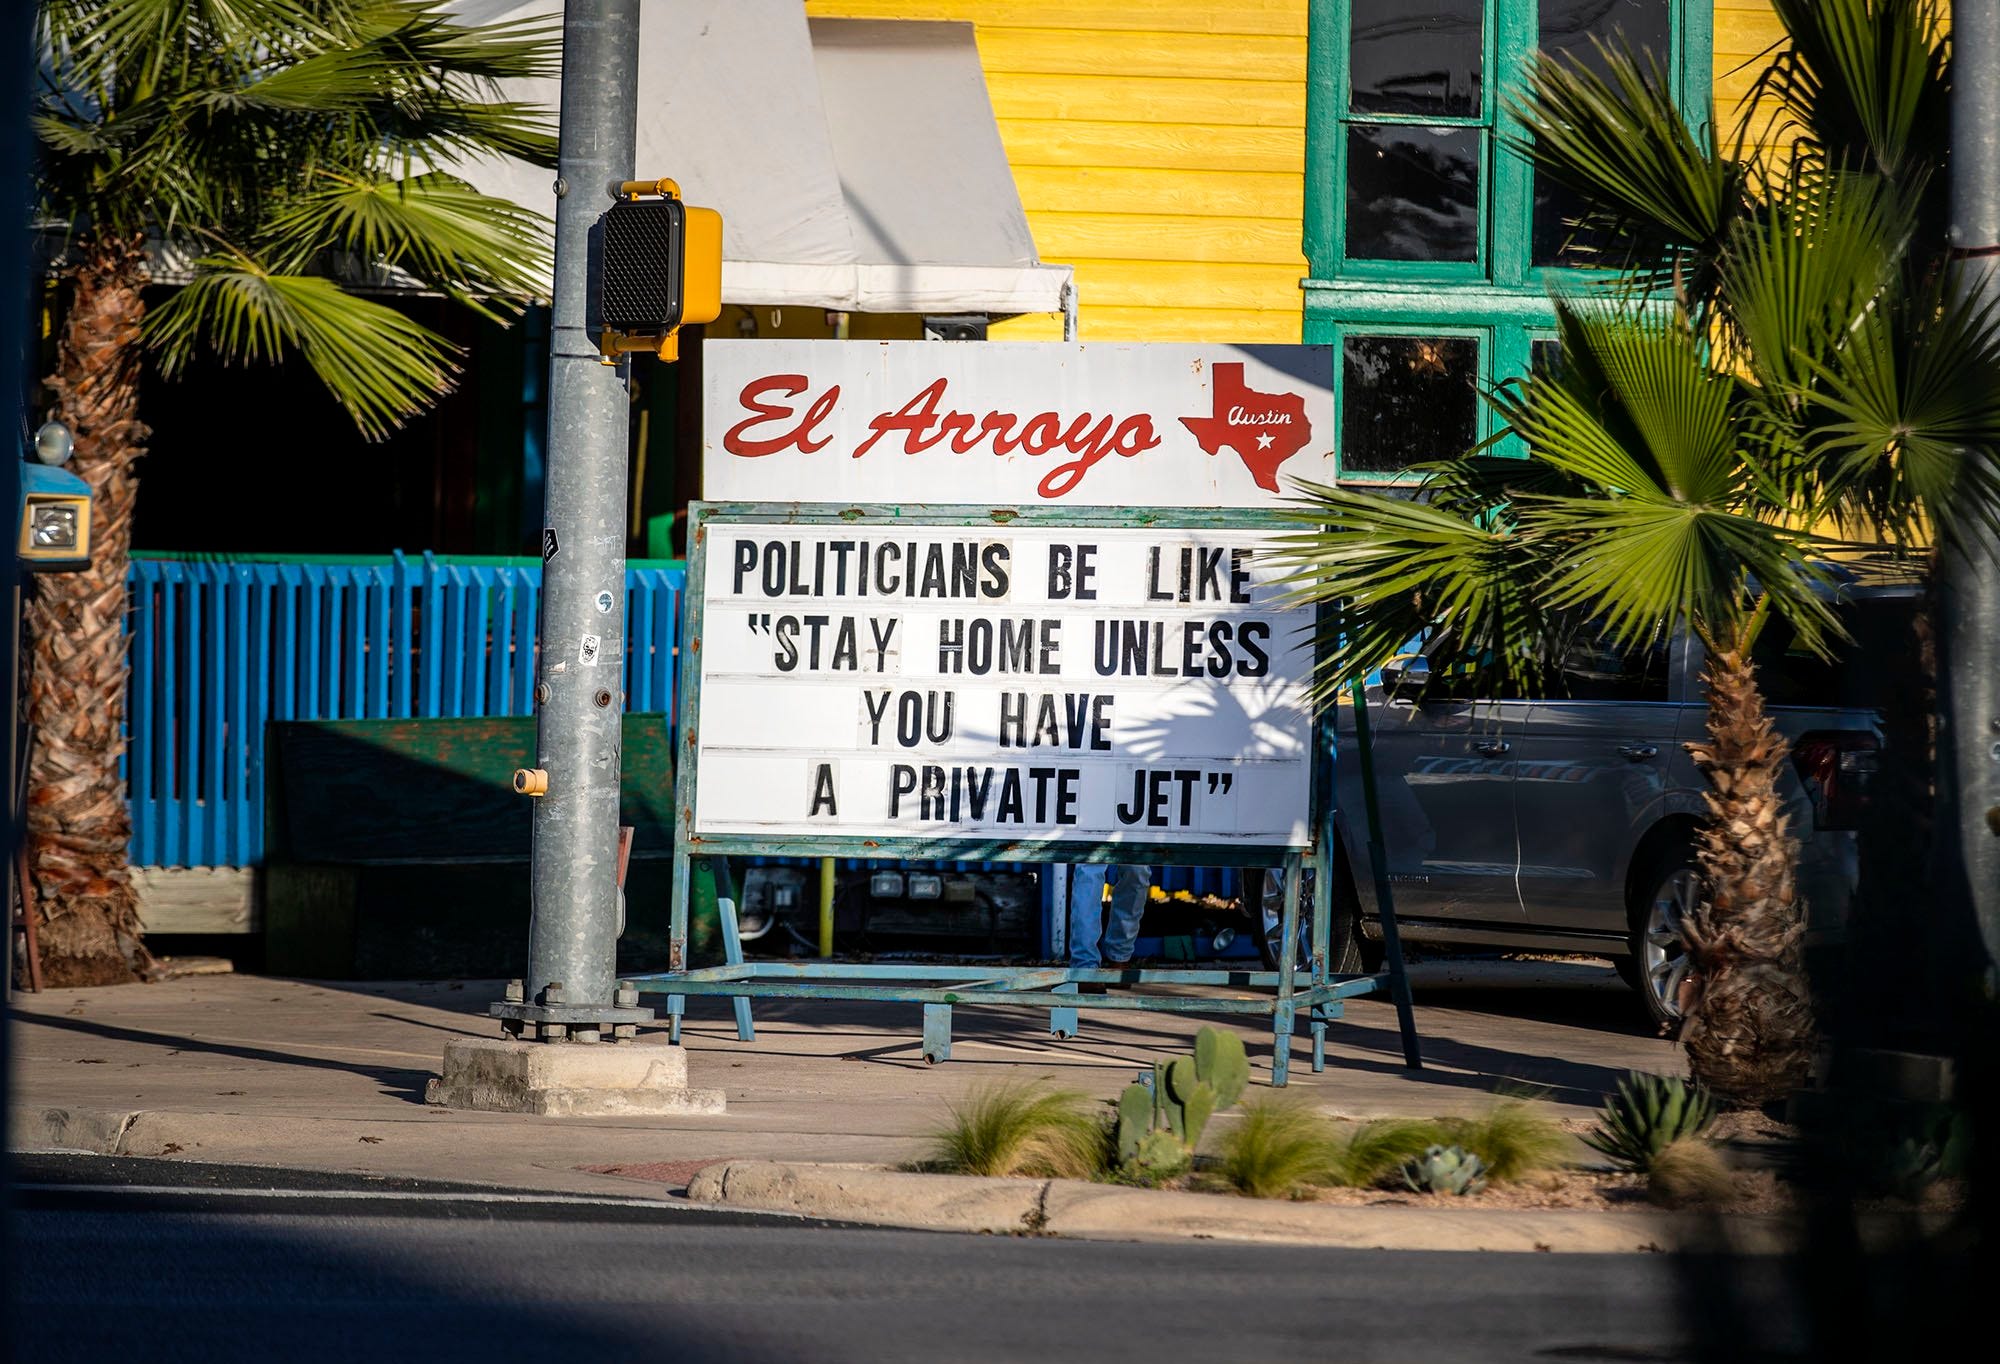 El Arroyo
Austin
POLITICIANS BE LIKE
"STAY HOME UNLESS
YOU HAVE
A PRIVATE JET"